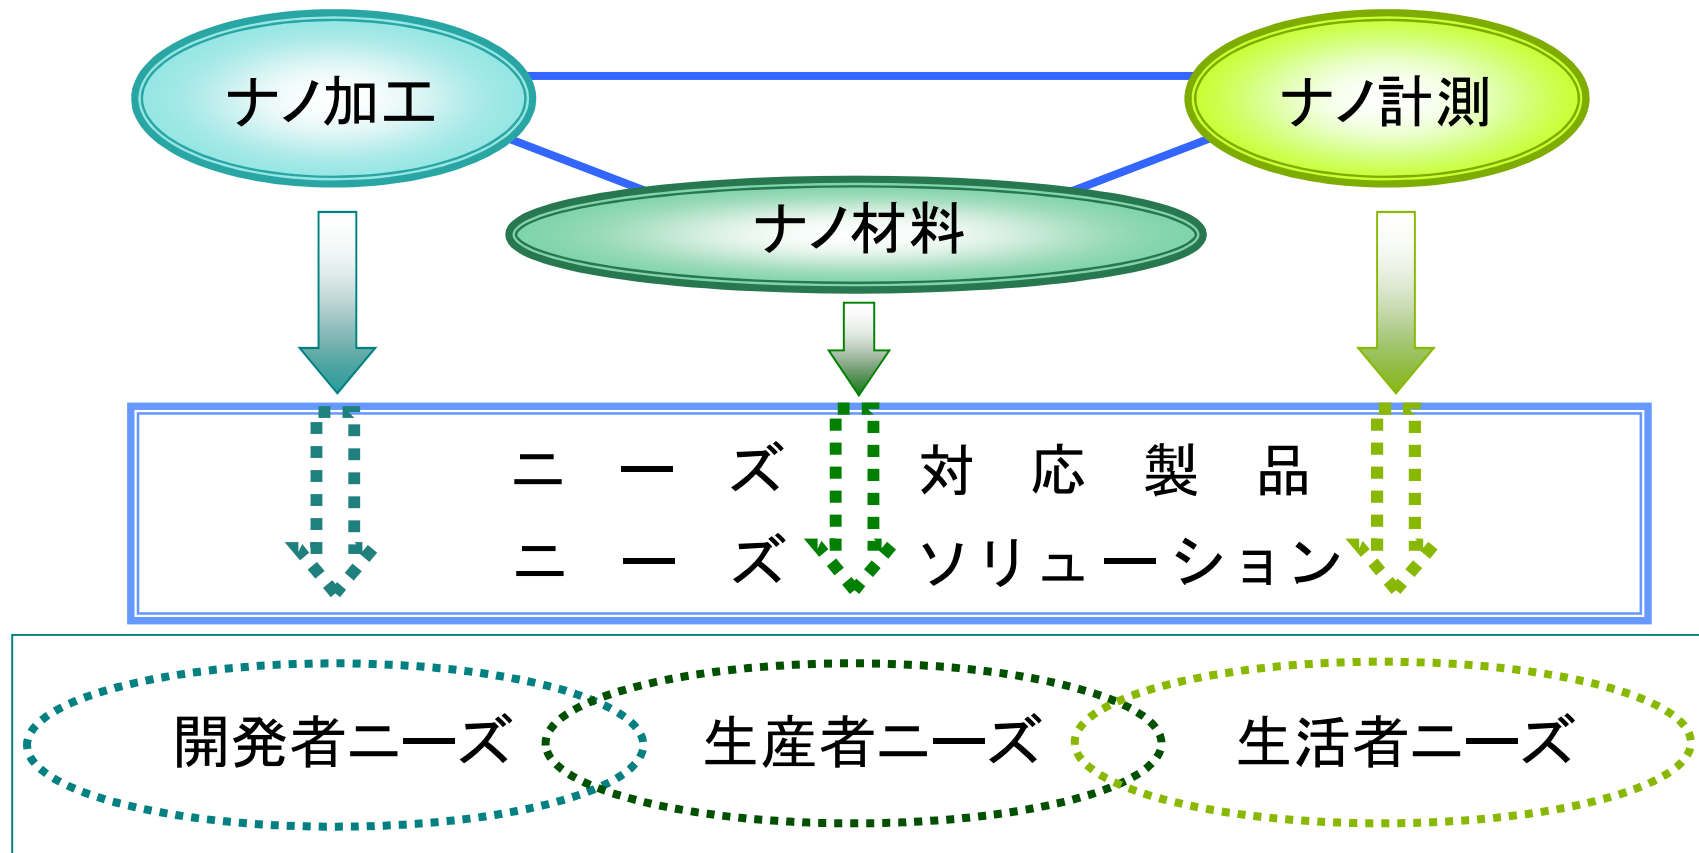 ナノ加工
ナノ計測
ナノ材料
ニーズ対応製品
ニーズソリューション
開発者ニーズ
生産者ニーズ
生活者ニーズ